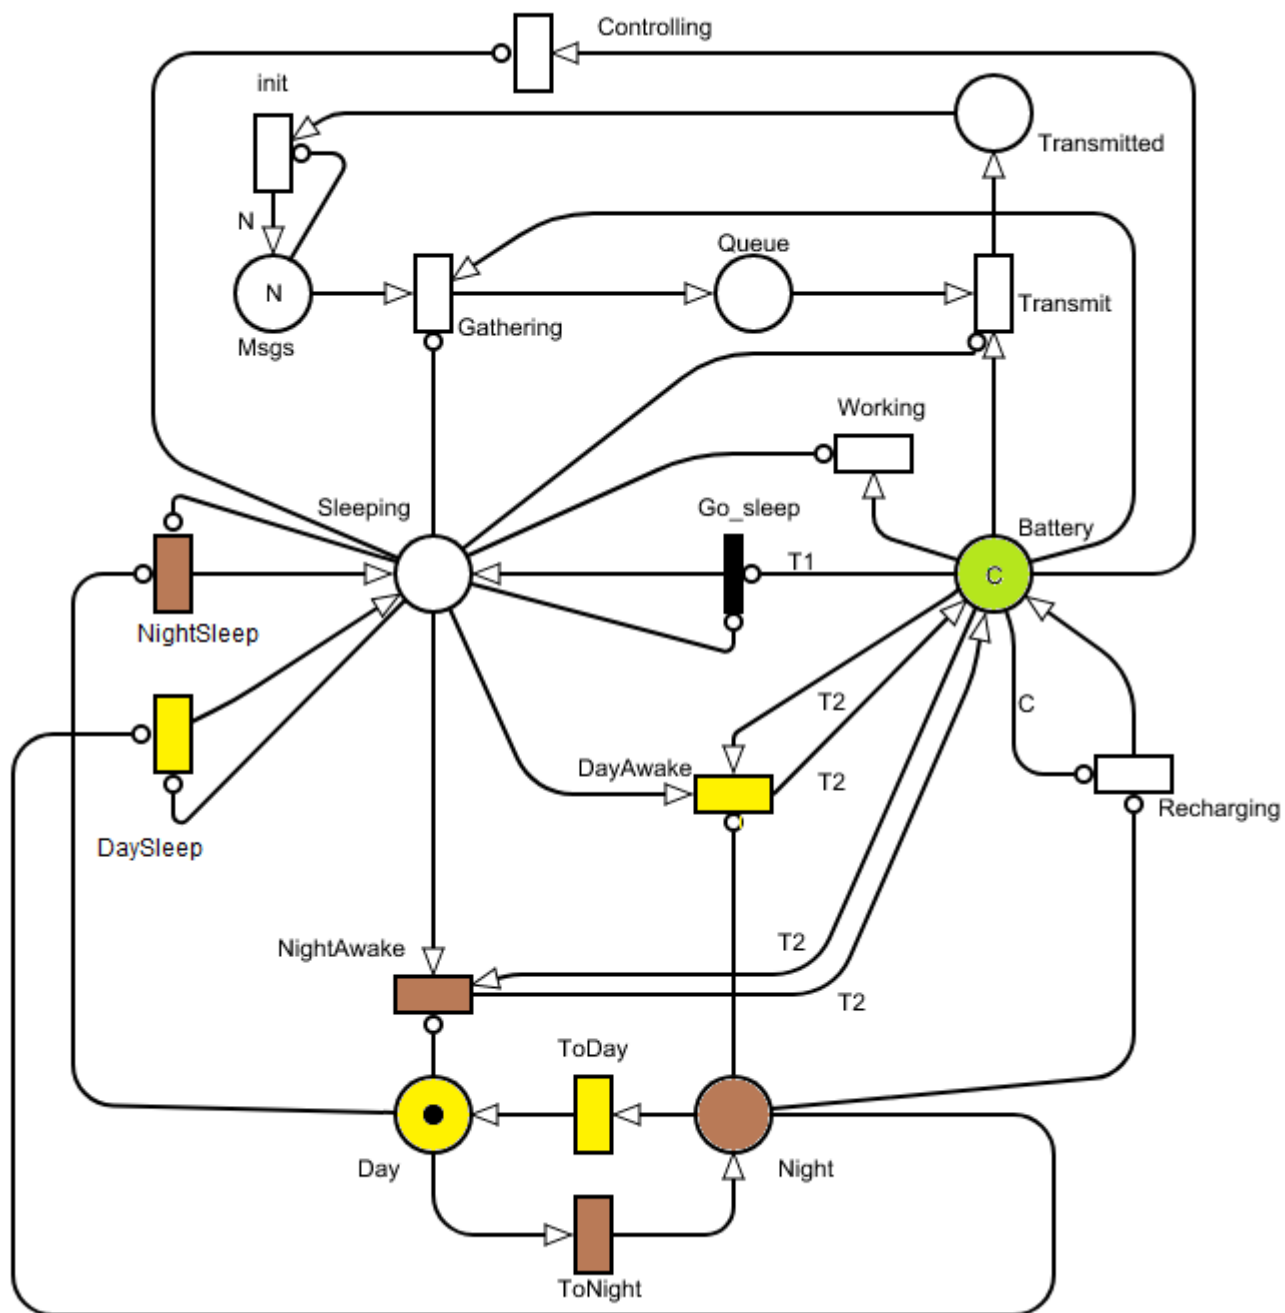 Controlling
init
Transmitted
N
Queue
N
Transmit
Gathering
Msgs
Working
Sleeping
Go_sleep
Battery
T1
C
NightSleep
T2
C
DayAwake
T2
Recharging
DaySleep
T2
NightAwake
T2
ToDay
Day
Night
ToNight